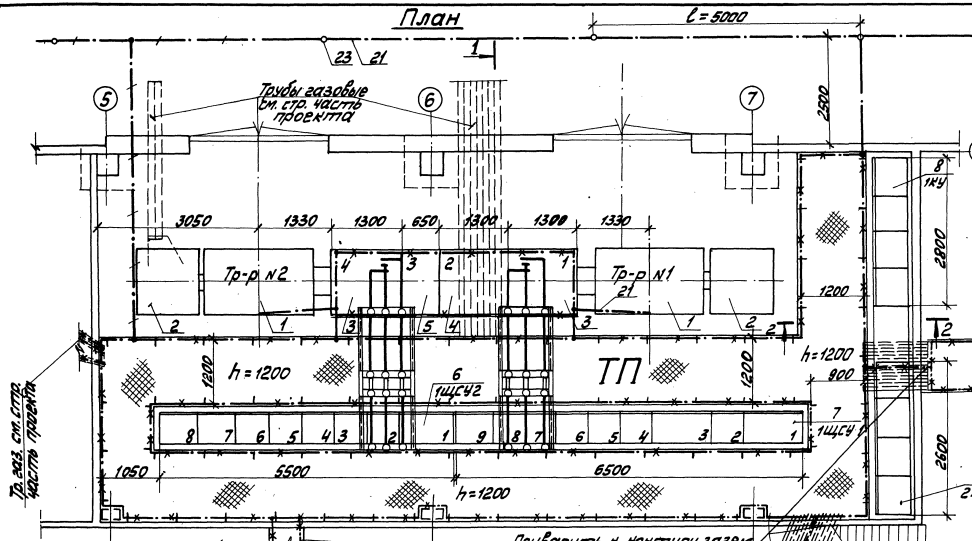 План
ℓ=5000
23 21
1
2500
Трубы газовые
см. стр. часть
проекта
5
6
7
8
1КУ
3050
1330
1300
650
1300
1300
1330
2800
4 3 2 1
Тр-р №2
Тр-р №1
21
1200
2 1 3 5 4 3 1 2
2
2
1200
h=1200
ТП
1200
h=1200
900
Тр. газ. см. стр.
часть проекта
6
1ЩСУ2
7
1ЩСУ
8 7 6 5 4 3 2 1 9 8 7 6 5 4 3 2 1
1050
5500
6500
2600
h=1200